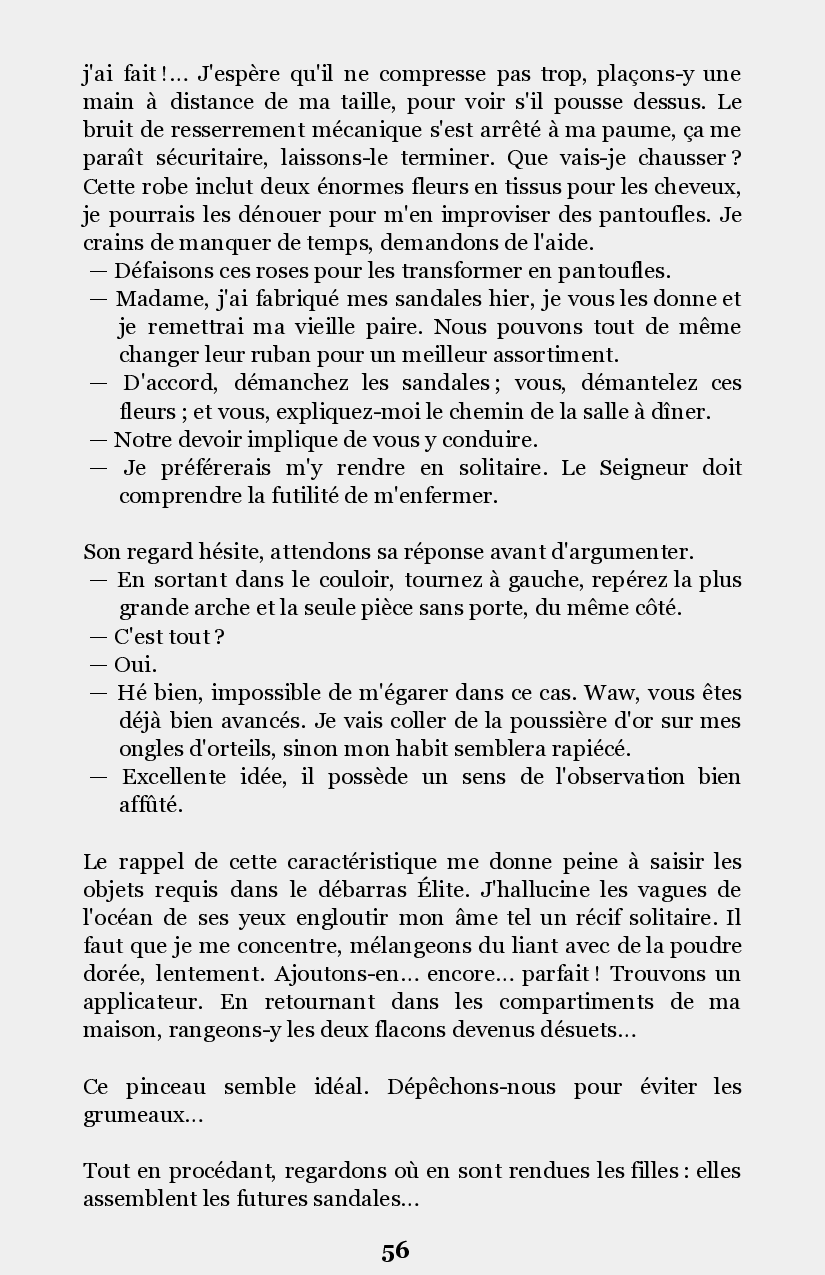 j'ai fait !... J'espère qu'il ne compresse pas trop, plaçons-y une
main à distance de ma taille, pour voir s'il pousse dessus. Le
bruit de resserrement mécanique s'est arrêté à ma paume, ça me
paraît sécuritaire, laissons-le terminer. Que vais-je chausser ?
Cette robe inclut deux énormes fleurs en tissus pour les cheveux,
je pourrais les dénouer pour m'en improviser des pantoufles. Je
crains de manquer de temps, demandons de l'aide.
— Défaisons ces roses pour les transformer en pantoufles.
— Madame, j'ai fabriqué mes sandales hier, je vous les donne et
je remettrai ma vieille paire. Nous pouvons tout de même
changer leur ruban pour un meilleur assortiment.
— D'accord, démanchez les sandales ; vous, démantelez ces
fleurs ; et vous, expliquez-moi le chemin de la salle à dîner.
— Notre devoir implique de vous y conduire.
— Je préférerais m'y rendre en solitaire. Le Seigneur doit
comprendre la futilité de m'enfermer.
Son regard hésite, attendons sa réponse avant d'argumenter.
— En sortant dans le couloir, tournez à gauche, repérez la plus
grande arche et la seule pièce sans porte, du même côté.
— C'est tout ?
— Oui.
— Hé bien, impossible de m'égarer dans ce cas. Waw, vous êtes
déjà bien avancés. Je vais coller de la poussière d'or sur mes
ongles d'orteils, sinon mon habit semblera rapiécé.
— Excellente idée, il possède un sens de l'observation bien
affûté.
Le rappel de cette caractéristique me donne peine à saisir les
objets requis dans le débarras Élite. J'hallucine les vagues de
l'océan de ses yeux engloutir mon âme tel un récif solitaire. Il
faut que je me concentre, mélangeons du liant avec de la poudre
dorée, lentement. Ajoutons-en... encore... parfait ! Trouvons un
applicateur. En retournant dans les compartiments de ma
maison, rangeons-y les deux flacons devenus désuets...
Ce pinceau semble idéal. Dépêchons-nous pour éviter les
grumeaux...
Tout en procédant, regardons où en sont rendues les filles : elles
assemblent les futures sandales...
56